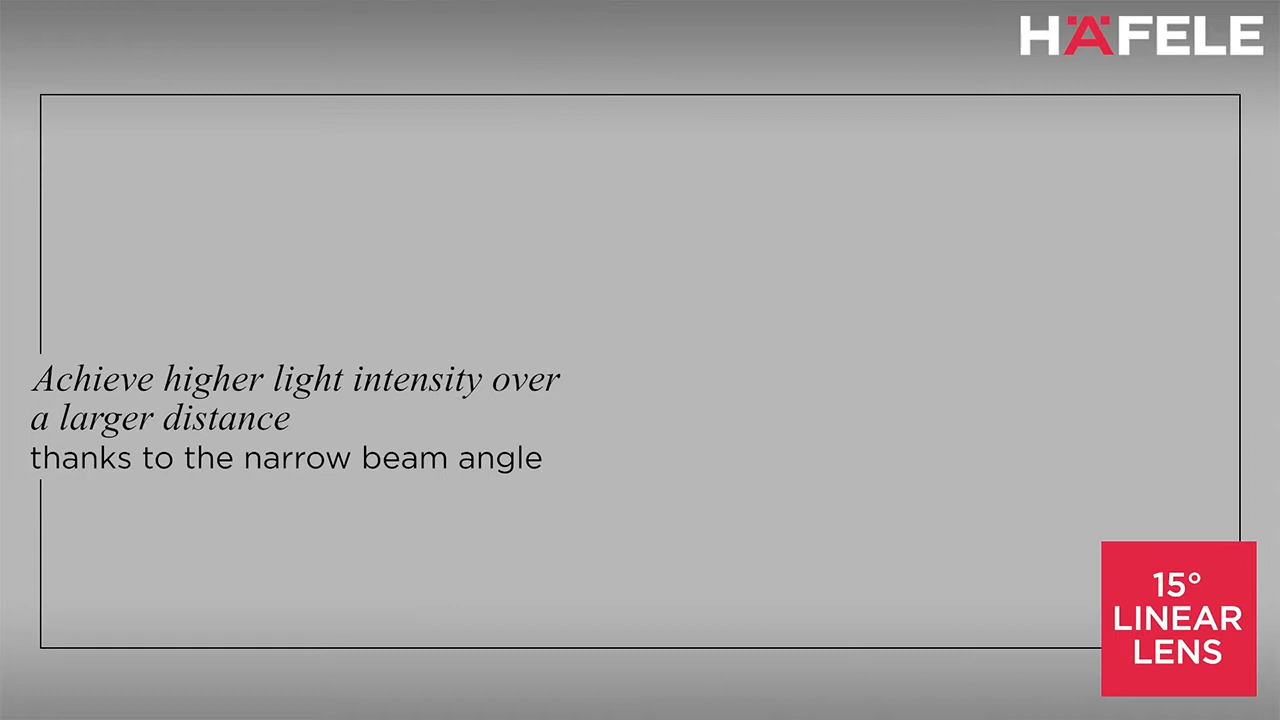 HÄFELE
Achieve higher light intensity over
a larger distance
thanks to the narrow beam angle
15°
LINEAR
LENS